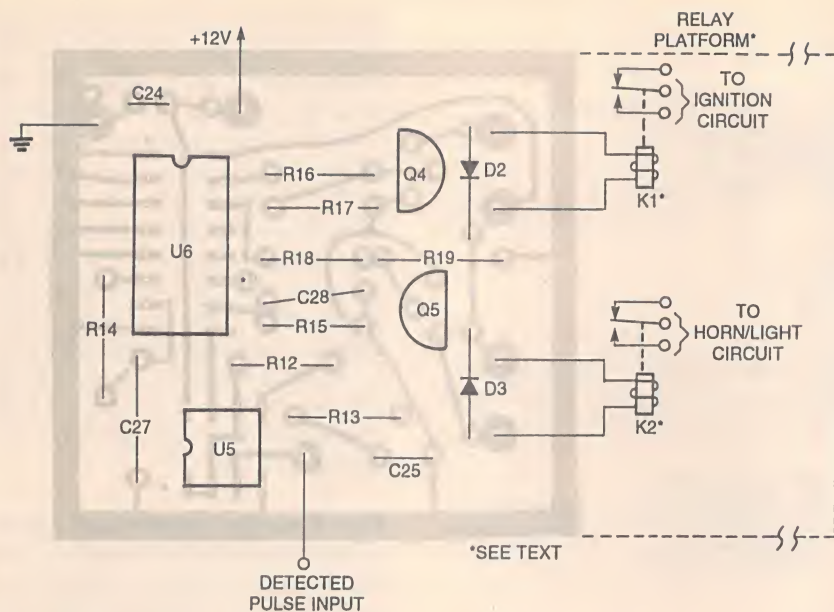 RELAY
PLATFORM*
+12V
C24
TO
IGNITION
CIRCUIT
R16
Q4
D2
K1*
R17
U6
R18
R19
*
C28
Q5
TO
HORN/LIGHT
CIRCUIT
R14
R15
R12
D3
K2*
C27
R13
U5
C25
*SEE TEXT
DETECTED
PULSE INPUT